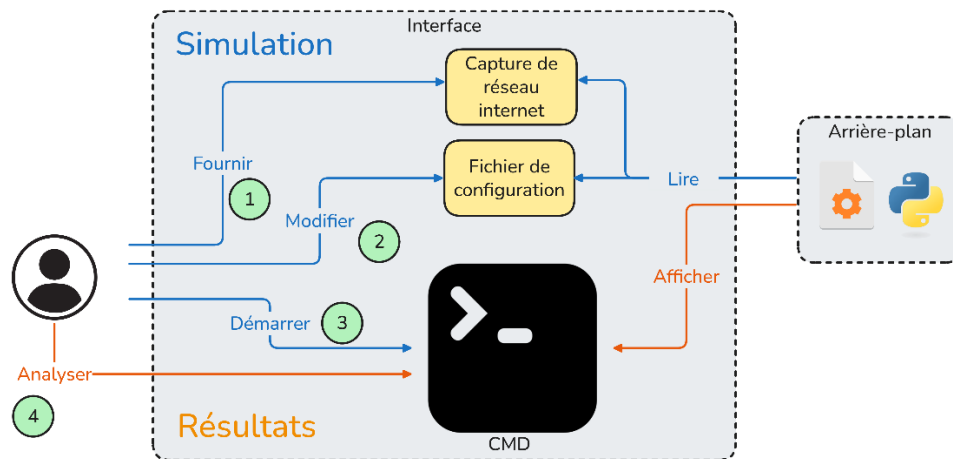 Interface
Simulation
Capture de
réseau
internet
Arrière-plan
Fournir
1
Fichier de
configuration
Lire
Modifier
2
Afficher
Démarrer
3
Analyser
4
Résultats
CMD